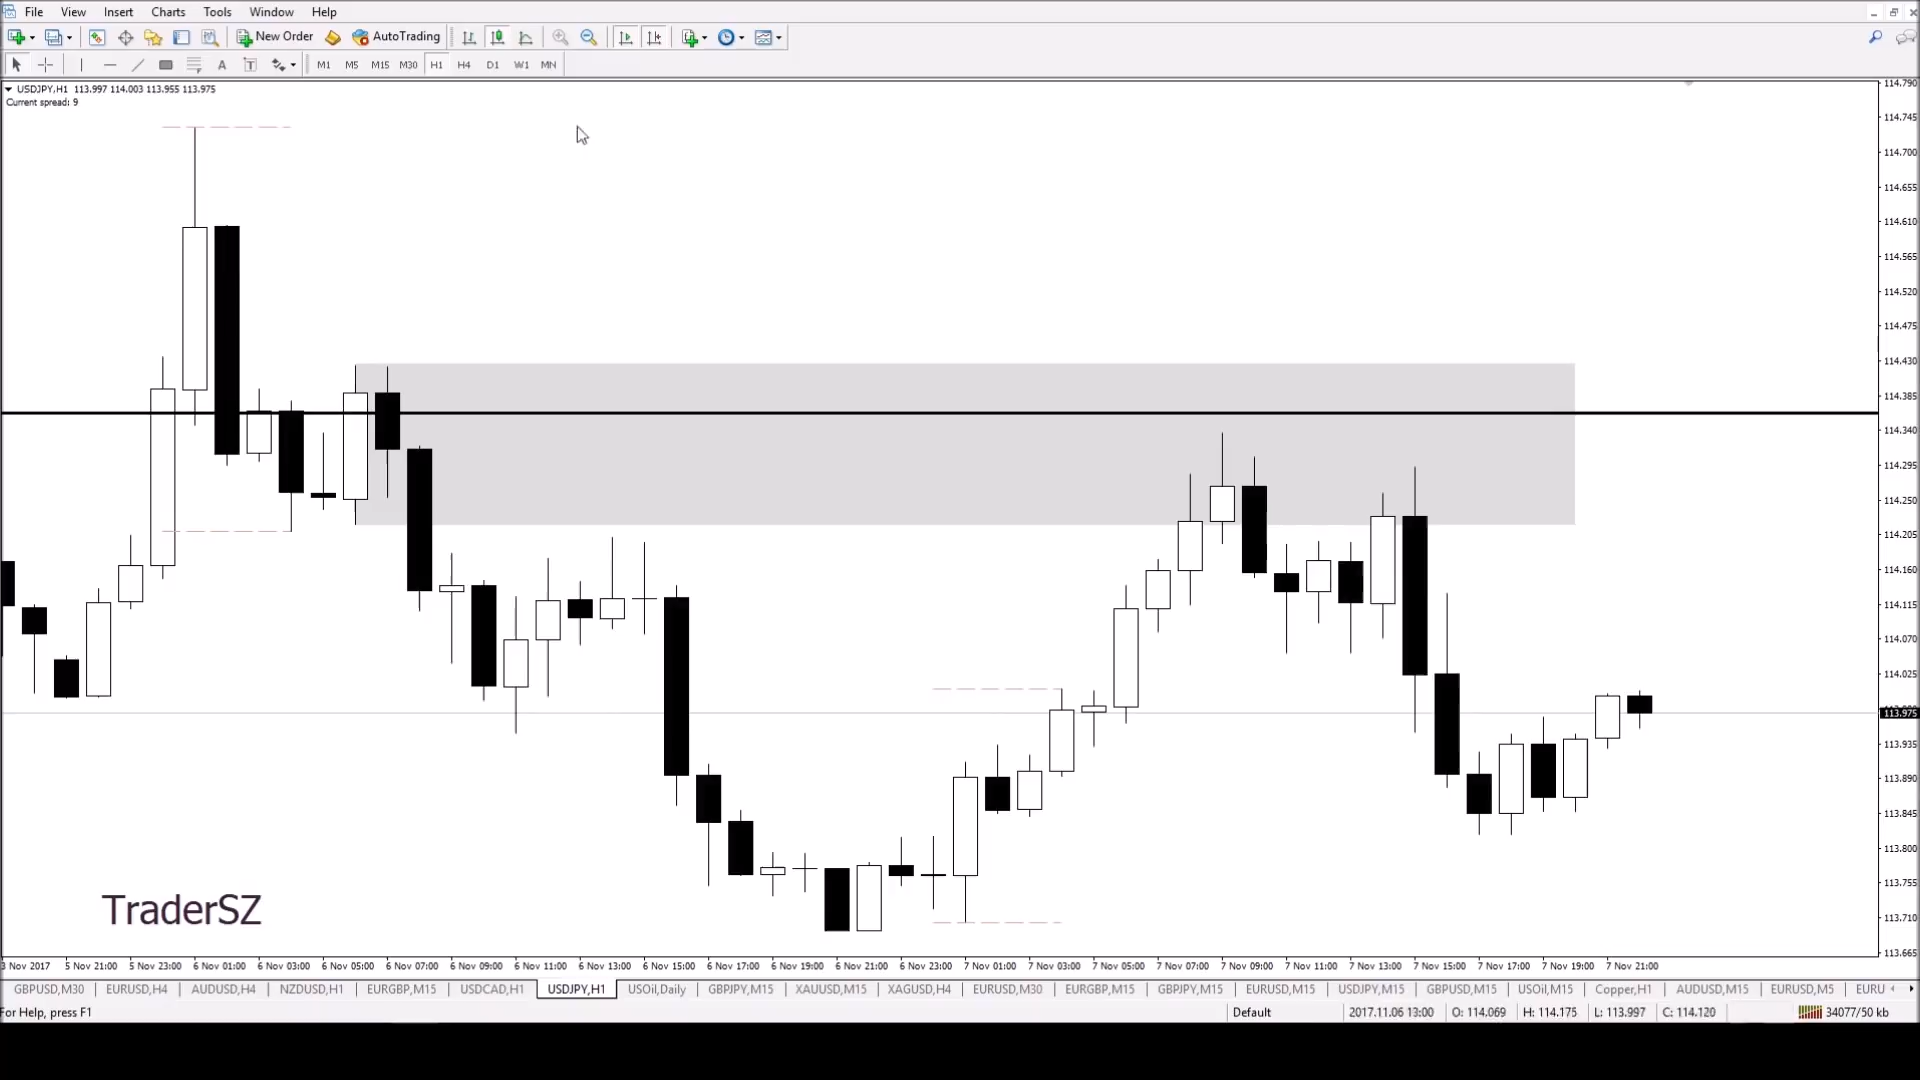 File View Insert Charts Tools Window Help
New Order AutoTrading
A T M1 M5 M15 M30 H1 H4 D1 W1 MN
USDJPY,H1 113.997 114.003 113.955 113.975
Current spread: 9
114.790
114.745
114.700
114.655
114.610
114.565
114.520
114.475
114.430
114.385
114.340
114.295
114.250
114.205
114.160
114.115
114.070
114.025
113.975
113.935
113.890
113.845
113.800
113.755
113.710
113.665
TraderSZ
3 Nov 2017 5 Nov 21:00 5 Nov 23:00 6 Nov 01:00 6 Nov 03:00 6 Nov 05:00 6 Nov 07:00 6 Nov 09:00 6 Nov 11:00 6 Nov 13:00 6 Nov 15:00 6 Nov 17:00 6 Nov 19:00 6 Nov 21:00 6 Nov 23:00 7 Nov 01:00 7 Nov 03:00 7 Nov 05:00 7 Nov 07:00 7 Nov 09:00 7 Nov 11:00 7 Nov 13:00 7 Nov 15:00 7 Nov 17:00 7 Nov 19:00 7 Nov 21:00
GBPUSD,M30 EURUSD,H4 AUDUSD,H4 NZDUSD,H1 EURGBP,M15 USDCAD,H1 USDJPY,H1 USOil,Daily GBPJPY,M15 XAUUSD,M15 XAGUSD,H4 EURUSD,M30 EURGBP,M15 GBPJPY,M15 EURUSD,M15 USDJPY,M15 GBPUSD,M15 USOil,M15 Copper,H1 AUDUSD,M15 EURUSD,M5 EURU
For Help, press F1 Default 2017.11.06 13:00 O: 114.069 H: 114.175 L: 113.997 C: 114.120 34077/50 kb